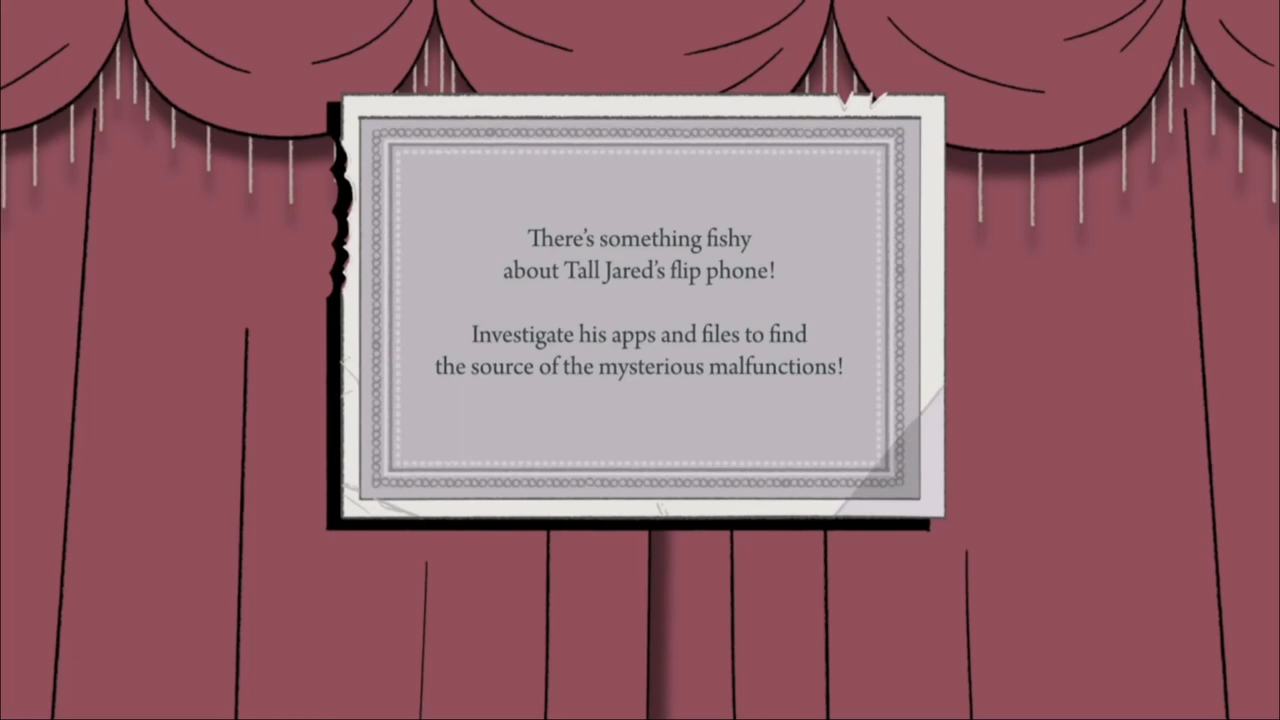 There’s something fishy
about Tall Jared’s flip phone!
Investigate his apps and files to find
the source of the mysterious malfunctions!